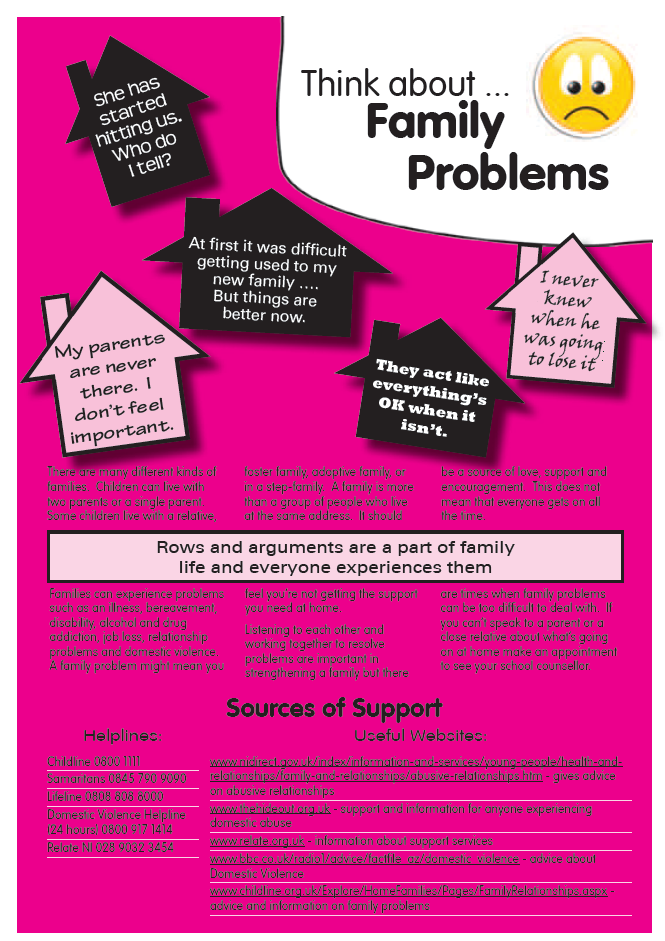 Think about ...
Family
Problems
She has
started
hitting us.
Who do
I tell?
At first it was difficult
getting used to my
new family ....
But things are
better now.
I never
knew
when he
was going
to lose it
My parents
are never
there. I
don't feel
important.
They act like
everything's
OK when it
isn't.
There are many different kinds of
families. Children can live with
two parents or a single parent.
Some children live with a relative,
foster family, adoptive family, or
in a step-family. A family is more
than a group of people who live
at the same address. It should
be a source of love, support and
encouragement. This does not
mean that everyone gets on all
the time.
Rows and arguments are a part of family
life and everyone experiences them
Families can experience problems
such as an illness, bereavement,
disability, alcohol and drug
addiction, job loss, relationship
problems and domestic violence.
A family problem might mean you
feel you're not getting the support
you need at home.
Listening to each other and
working together to resolve
problems are important in
strengthening a family but there
are times when family problems
can be too difficult to deal with. If
you can't speak to a parent or a
close relative about what's going
on at home make an appointment
to see your school counsellor.
Sources of Support
Helplines:
Childline 0800 1111
Samaritans 0845 790 9090
Lifeline 0808 808 8000
Domestic Violence Helpline
(24 hours) 0800 917 1414
Relate NI 028 9032 3454
Useful Websites:
www.nidirect.gov.uk/index/information-and-services/young-people/health-and-
relationships/family-and-relationships/abusive-relationships.htm - gives advice
on abusive relationships
www.thehideout.org.uk - support and information for anyone experiencing
domestic abuse
www.relate.org.uk - information about support services
www.bbc.co.uk/radio1/advice/factfile_az/domestic_violence - advice about
Domestic Violence
www.childline.org.uk/Explore/HomeFamilies/Pages/FamilyRelationships.aspx -
advice and information on family problems